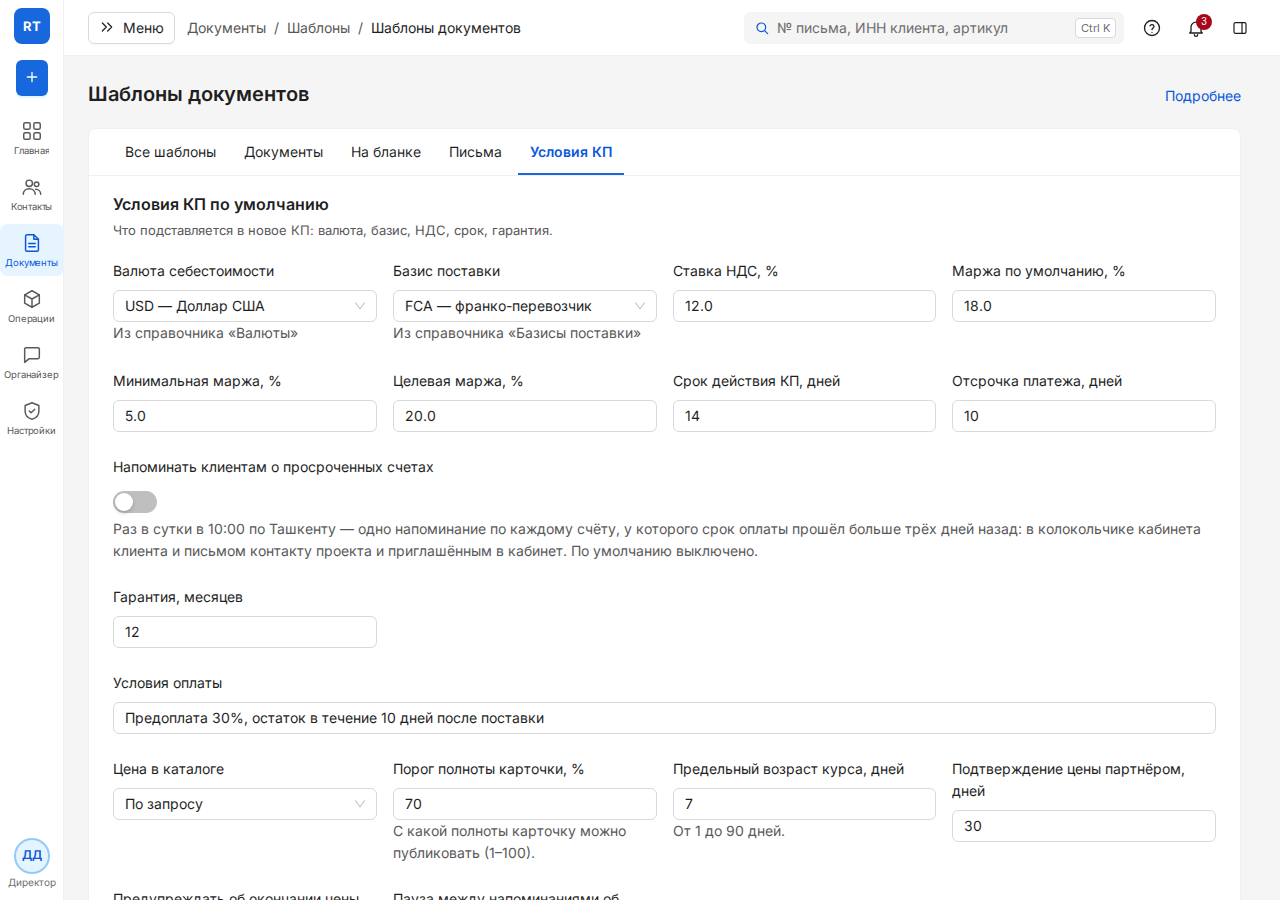 RT
Меню
Документы / Шаблоны / Шаблоны документов
№ письма, ИНН клиента, артикул
Ctrl K
3
Главная
Контакты
Документы
Операции
Органайзер
Настройки
ДД
Директор
Шаблоны документов
Подробнее
Все шаблоны Документы На бланке Письма Условия КП
Условия КП по умолчанию
Что подставляется в новое КП: валюта, базис, НДС, срок, гарантия.
Валюта себестоимости
USD — Доллар США
Из справочника «Валюты»
Базис поставки
FCA — франко-перевозчик
Из справочника «Базисы поставки»
Ставка НДС, %
12.0
Маржа по умолчанию, %
18.0
Минимальная маржа, %
5.0
Целевая маржа, %
20.0
Срок действия КП, дней
14
Отсрочка платежа, дней
10
Напоминать клиентам о просроченных счетах
Раз в сутки в 10:00 по Ташкенту — одно напоминание по каждому счёту, у которого срок оплаты прошёл больше трёх дней назад: в колокольчике кабинета
клиента и письмом контакту проекта и приглашённым в кабинет. По умолчанию выключено.
Гарантия, месяцев
12
Условия оплаты
Предоплата 30%, остаток в течение 10 дней после поставки
Цена в каталоге
По запросу
Порог полноты карточки, %
70
С какой полноты карточку можно
публиковать (1–100).
Предельный возраст курса, дней
7
От 1 до 90 дней.
Подтверждение цены партнёром,
дней
30
Предупреждать об окончании цены
Пауза между напоминаниями об